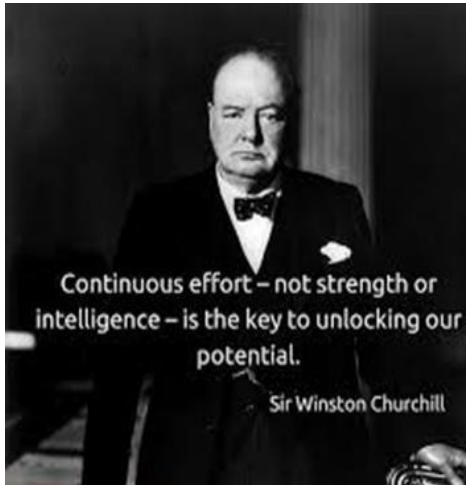 Continuous effort – not strength or
intelligence – is the key to unlocking our
potential.
Sir Winston Churchill